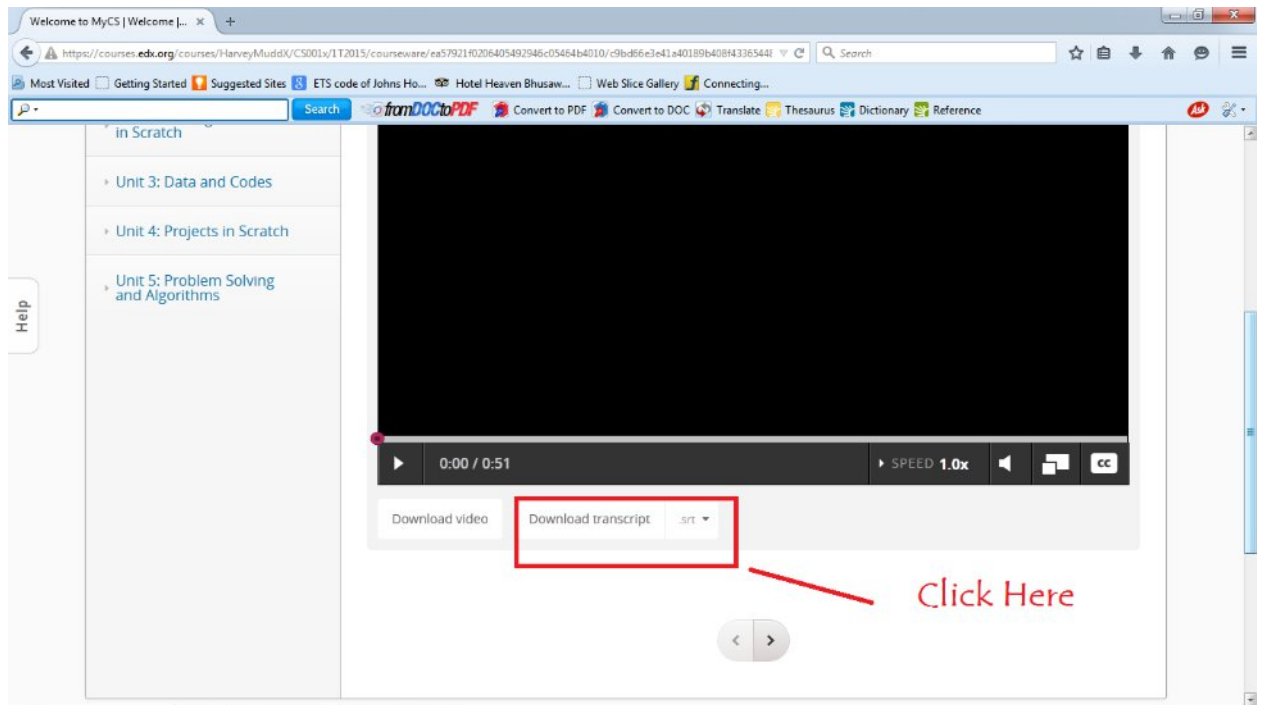 Welcome to MyCS | Welcome |... × +
https://courses.edx.org/courses/HarveyMuddX/CS001x/1T2015/courseware/ Search
Most Visited Getting Started Suggested Sites ETS code of Johns Ho... Hotel Heaven Bhusaw... Web Slice Gallery Connecting...
Search fromDOCtoPDF Convert to PDF Convert to DOC Translate Thesaurus Dictionary Reference Ask
in Scratch
Unit 3: Data and Codes
Unit 4: Projects in Scratch
Unit 5: Problem Solving
and Algorithms
Help
0:00 / 0:51 SPEED 1.0x CC
Download video Download transcript .srt
Click Here